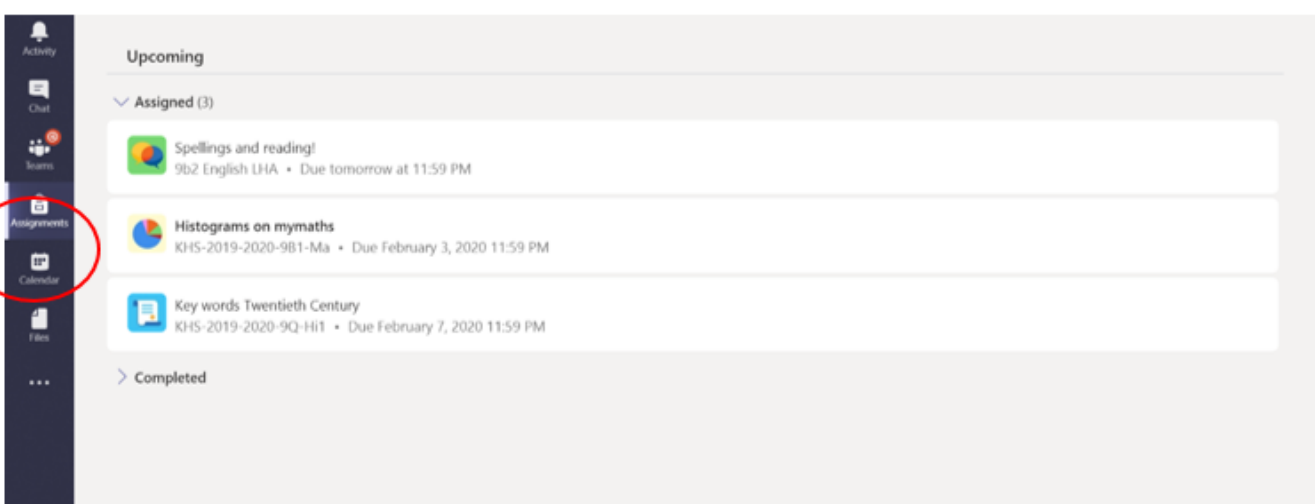 Activity
Chat
Teams
Assignments
Calendar
Files
Upcoming
Assigned (3)
Spellings and reading!
9b2 English LHA • Due tomorrow at 11:59 PM
Histograms on mymaths
KHS-2019-2020-9B1-Ma • Due February 3, 2020 11:59 PM
Key words Twentieth Century
KHS-2019-2020-9Q-Hi1 • Due February 7, 2020 11:59 PM
Completed